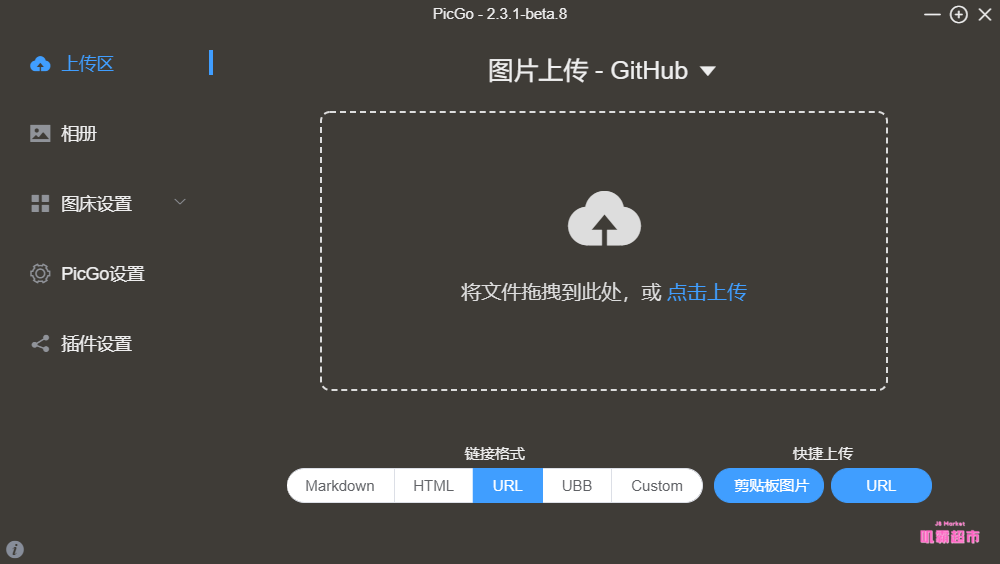 PicGo - 2.3.1-beta.8
上传区
相册
图床设置
PicGo设置
插件设置
图片上传 - GitHub
将文件拖拽到此处，或 点击上传
链接格式
Markdown HTML URL UBB Custom
快捷上传
剪贴板图片 URL
JB Market
叽霸超市